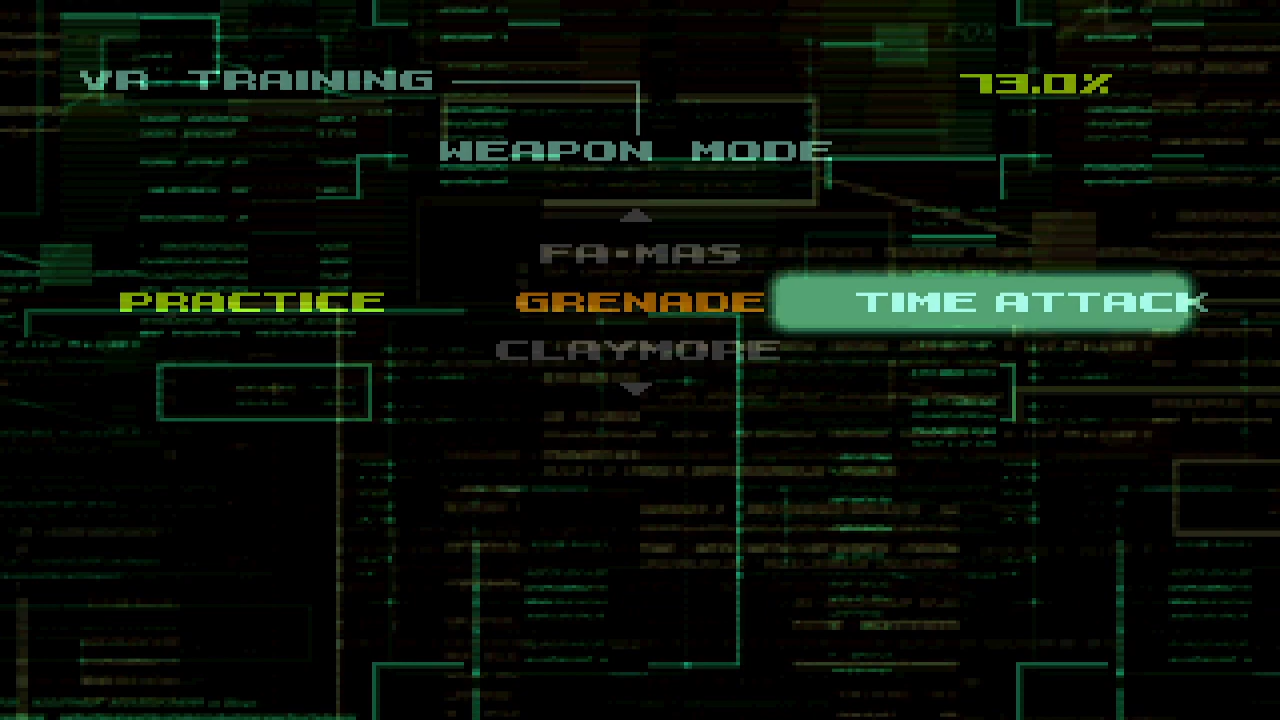 VR TRAINING 73.0%
WEAPON MODE
FA-MAS
PRACTICE GRENADE TIME ATTACK
CLAYMORE